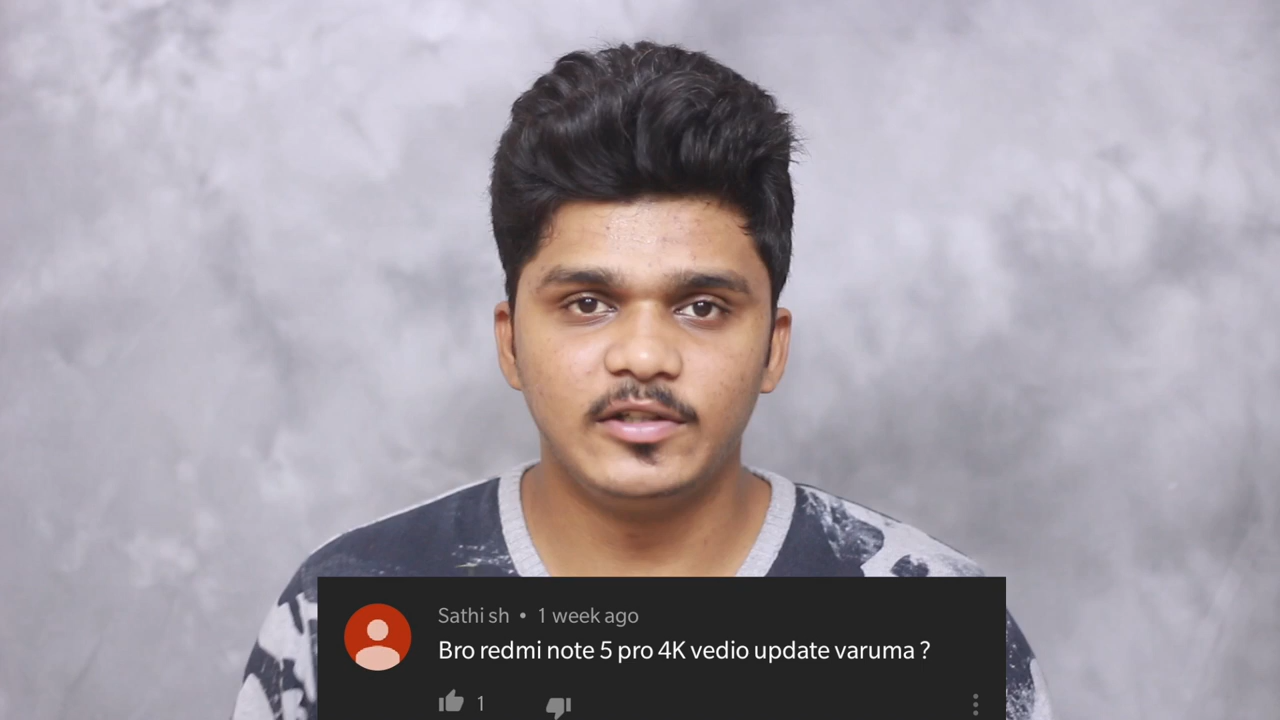 Sathi sh • 1 week ago
Bro redmi note 5 pro 4K vedio update varuma ?
1